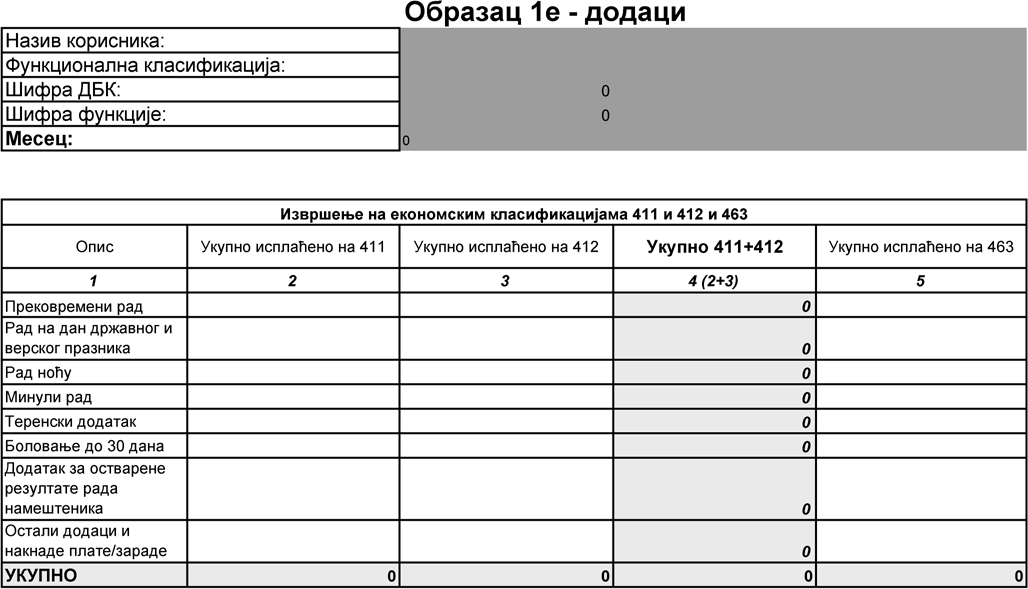 Образац 1е - додаци
Назив корисника:
Функционална класификација:
Шифра ДБК: 0
Шифра функције: 0
Месец: 0
Извршење на економским класификацијама 411 и 412 и 463
Опис Укупно исплаћено на 411 Укупно исплаћено на 412 Укупно 411+412 Укупно исплаћено на 463
1 2 3 4 (2+3) 5
Прековремени рад 0
Рад на дан државног и
верског празника 0
Рад ноћу 0
Минули рад 0
Теренски додатак 0
Боловање до 30 дана 0
Додатак за остварене
резултате рада
намештеника 0
Остали додаци и
накнаде плате/зараде 0
УКУПНО 0 0 0 0